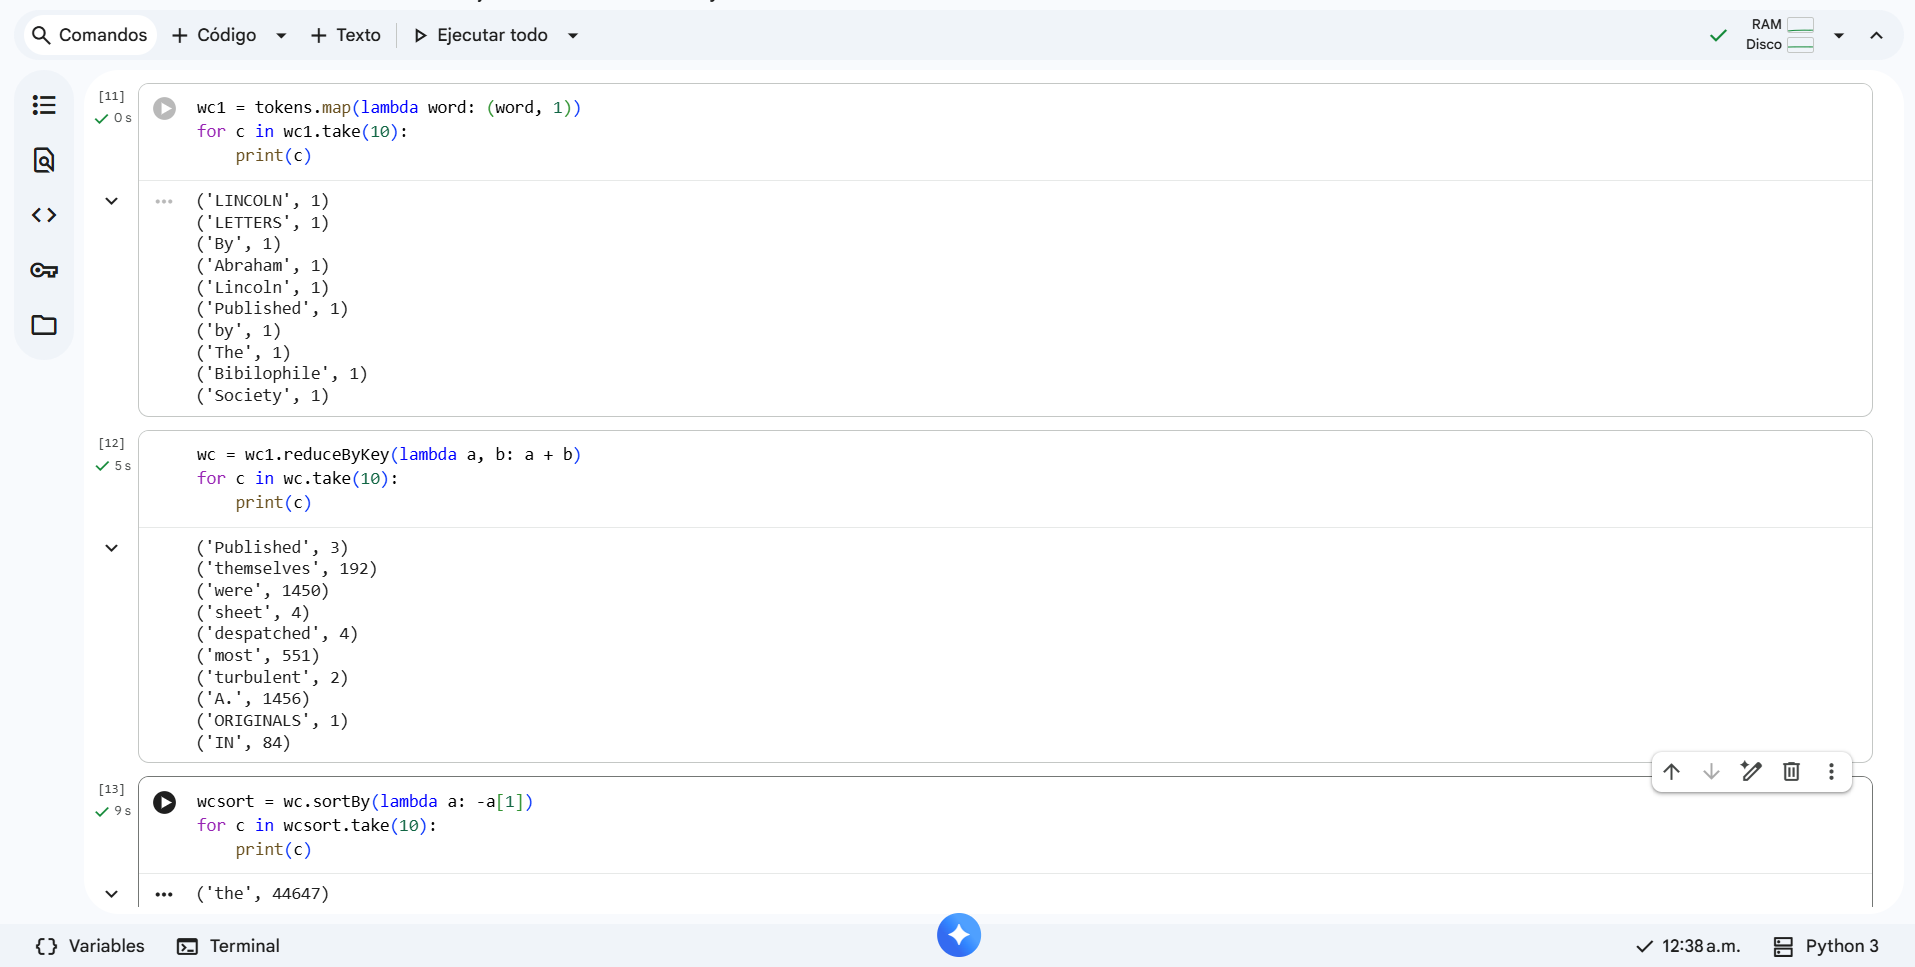 Comandos
Código
Texto
Ejecutar todo
RAM
Disco
[11]
0 s
wc1 = tokens.map(lambda word: (word, 1))
for c in wc1.take(10):
    print(c)
('LINCOLN', 1)
('LETTERS', 1)
('By', 1)
('Abraham', 1)
('Lincoln', 1)
('Published', 1)
('by', 1)
('The', 1)
('Bibilophile', 1)
('Society', 1)
[12]
5 s
wc = wc1.reduceByKey(lambda a, b: a + b)
for c in wc.take(10):
    print(c)
('Published', 3)
('themselves', 192)
('were', 1450)
('sheet', 4)
('despatched', 4)
('most', 551)
('turbulent', 2)
('A.', 1456)
('ORIGINALS', 1)
('IN', 84)
[13]
9 s
wcsort = wc.sortBy(lambda a: -a[1])
for c in wcsort.take(10):
    print(c)
('the', 44647)
Variables
Terminal
12:38 a.m.
Python 3